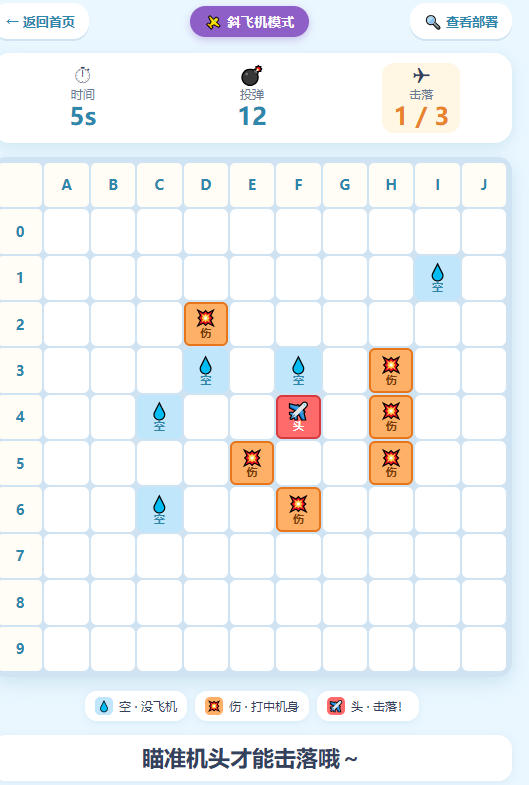 ← 返回首页 斜飞机模式 查看部署
时间 投弹 击落
5s 12 1 / 3
A B C D E F G H I J
0
1 空
2 伤
3 空 空 伤
4 空 头 伤
5 伤 伤
6 空 伤
7
8
9
空 · 没飞机 伤 · 打中机身 头 · 击落!
瞄准机头才能击落哦～